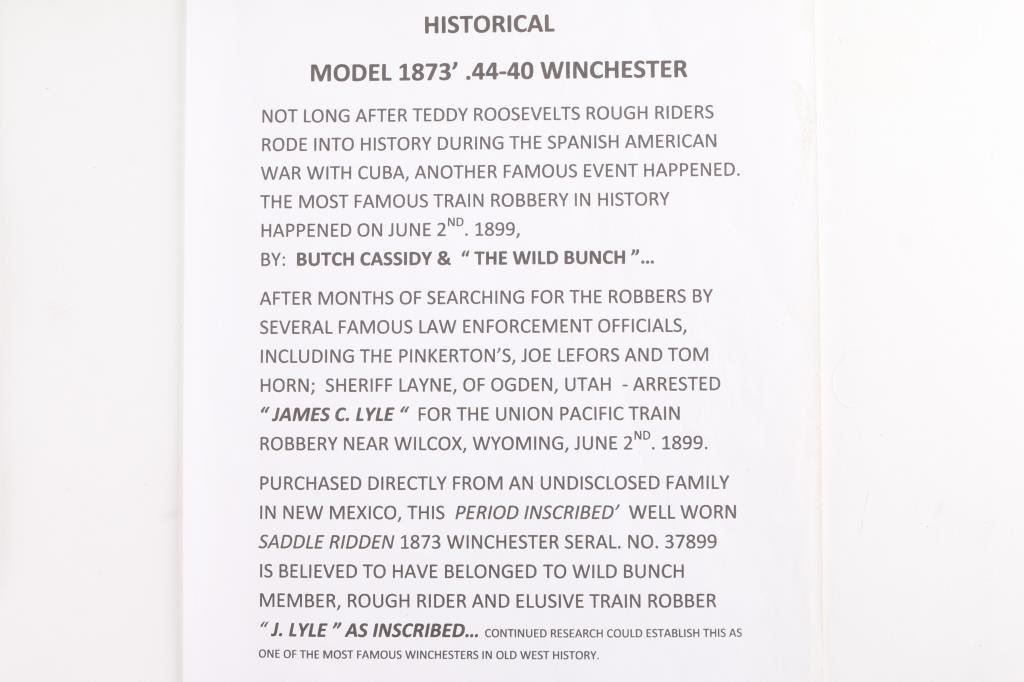 HISTORICAL
MODEL 1873’ .44-40 WINCHESTER
NOT LONG AFTER TEDDY ROOSEVELTS ROUGH RIDERS
RODE INTO HISTORY DURING THE SPANISH AMERICAN
WAR WITH CUBA, ANOTHER FAMOUS EVENT HAPPENED.
THE MOST FAMOUS TRAIN ROBBERY IN HISTORY
HAPPENED ON JUNE 2ND. 1899,
BY: BUTCH CASSIDY & “ THE WILD BUNCH ”…
AFTER MONTHS OF SEARCHING FOR THE ROBBERS BY
SEVERAL FAMOUS LAW ENFORCEMENT OFFICIALS,
INCLUDING THE PINKERTON’S, JOE LEFORS AND TOM
HORN; SHERIFF LAYNE, OF OGDEN, UTAH - ARRESTED
“ JAMES C. LYLE “ FOR THE UNION PACIFIC TRAIN
ROBBERY NEAR WILCOX, WYOMING, JUNE 2ND. 1899.
PURCHASED DIRECTLY FROM AN UNDISCLOSED FAMILY
IN NEW MEXICO, THIS PERIOD INSCRIBED’ WELL WORN
SADDLE RIDDEN 1873 WINCHESTER SERAL. NO. 37899
IS BELIEVED TO HAVE BELONGED TO WILD BUNCH
MEMBER, ROUGH RIDER AND ELUSIVE TRAIN ROBBER
“ J. LYLE ” AS INSCRIBED… CONTINUED RESEARCH COULD ESTABLISH THIS AS
ONE OF THE MOST FAMOUS WINCHESTERS IN OLD WEST HISTORY.